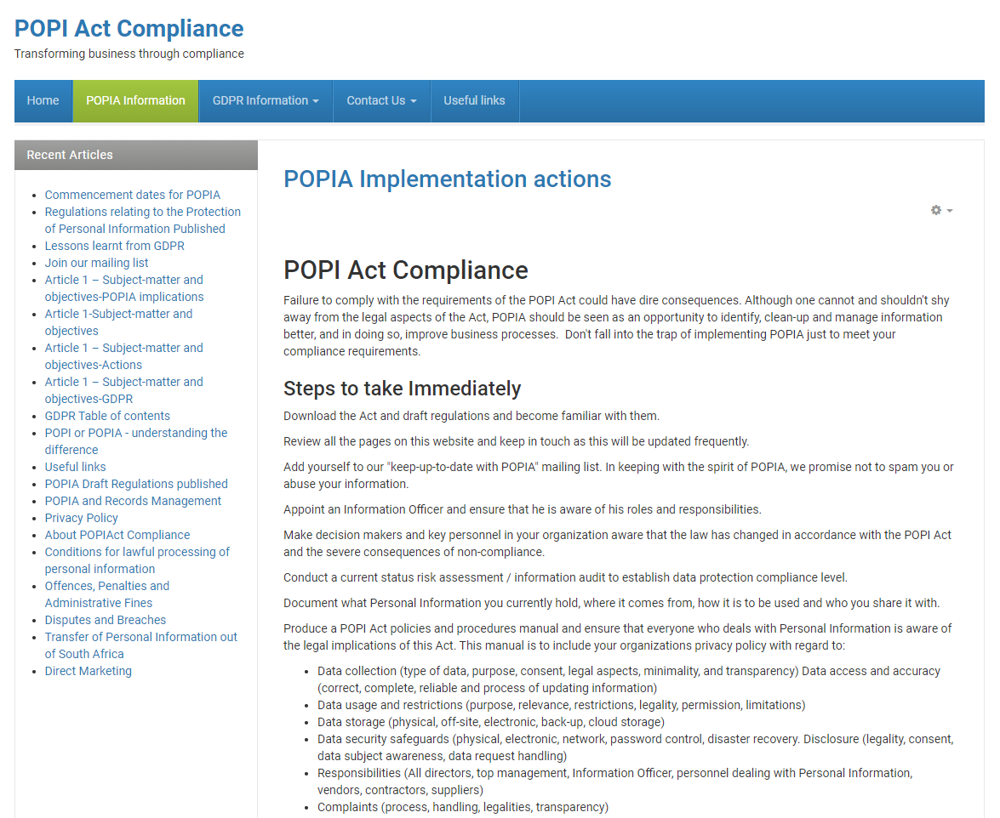 POPI Act Compliance
Transforming business through compliance
Home
POPIA Information
GDPR Information
Contact Us
Useful links
Recent Articles
Commencement dates for POPIA
Regulations relating to the Protection
of Personal Information Published
Lessons learnt from GDPR
Join our mailing list
Article 1 – Subject-matter and
objectives-POPIA implications
Article 1-Subject-matter and
objectives
Article 1 – Subject-matter and
objectives-Actions
Article 1 – Subject-matter and
objectives-GDPR
GDPR Table of contents
POPI or POPIA - understanding the
difference
Useful links
POPIA Draft Regulations published
POPIA and Records Management
Privacy Policy
About POPIAct Compliance
Conditions for lawful processing of
personal information
Offences, Penalties and
Administrative Fines
Disputes and Breaches
Transfer of Personal Information out
of South Africa
Direct Marketing
POPIA Implementation actions
POPI Act Compliance
Failure to comply with the requirements of the POPI Act could have dire consequences. Although one cannot and shouldn't shy
away from the legal aspects of the Act, POPIA should be seen as an opportunity to identify, clean-up and manage information
better, and in doing so, improve business processes.  Don't fall into the trap of implementing POPIA just to meet your
compliance requirements.
Steps to take Immediately
Download the Act and draft regulations and become familiar with them.
Review all the pages on this website and keep in touch as this will be updated frequently.
Add yourself to our "keep-up-to-date with POPIA" mailing list. In keeping with the spirit of POPIA, we promise not to spam you or
abuse your information.
Appoint an Information Officer and ensure that he is aware of his roles and responsibilities.
Make decision makers and key personnel in your organization aware that the law has changed in accordance with the POPI Act
and the severe consequences of non-compliance.
Conduct a current status risk assessment / information audit to establish data protection compliance level.
Document what Personal Information you currently hold, where it comes from, how it is to be used and who you share it with.
Produce a POPI Act policies and procedures manual and ensure that everyone who deals with Personal Information is aware of
the legal implications of this Act. This manual is to include your organizations privacy policy with regard to:
Data collection (type of data, purpose, consent, legal aspects, minimality, and transparency) Data access and accuracy
(correct, complete, reliable and process of updating information)
Data usage and restrictions (purpose, relevance, restrictions, legality, permission, limitations)
Data storage (physical, off-site, electronic, back-up, cloud storage)
Data security safeguards (physical, electronic, network, password control, disaster recovery. Disclosure (legality, consent,
data subject awareness, data request handling)
Responsibilities (All directors, top management, Information Officer, personnel dealing with Personal Information,
vendors, contractors, suppliers)
Complaints (process, handling, legalities, transparency)